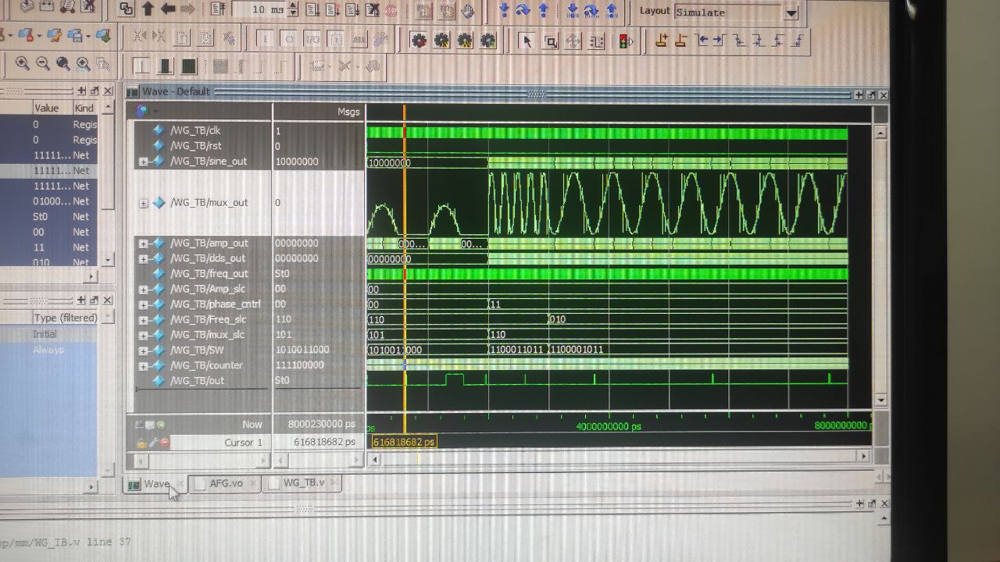 10 ms
Layout Simulate
Wave - Default
Value Kind
0 Regis
0 Regis
11111... Net
11111... Net
11111... Net
01000... Net
St0 Net
00 Net
11 Net
010 Net
Type (filtered)
Initial
Always
Msgs
/WG_TB/clk 1
/WG_TB/rst 0
/WG_TB/sine_out 10000000 10000000
/WG_TB/mux_out 0
/WG_TB/amp_out 00000000 000... 00...
/WG_TB/dds_out 00000000 00000000
/WG_TB/freq_out St0
/WG_TB/Amp_slc 00 00
/WG_TB/phase_cntrl 00 00 11
/WG_TB/Freq_slc 110 110 010
/WG_TB/mux_slc 101 101 110
/WG_TB/SW 1010011000 1010011000 1100011011 1100001011
/WG_TB/counter 111100000
/WG_TB/out St0
Now 8000230000 ps ps 4000000000 ps 8000000000 p
Cursor 1 616818682 ps 616818682 ps
Wave AFG.vo WG_TB.v
p/mm/WG_TB.v line 37